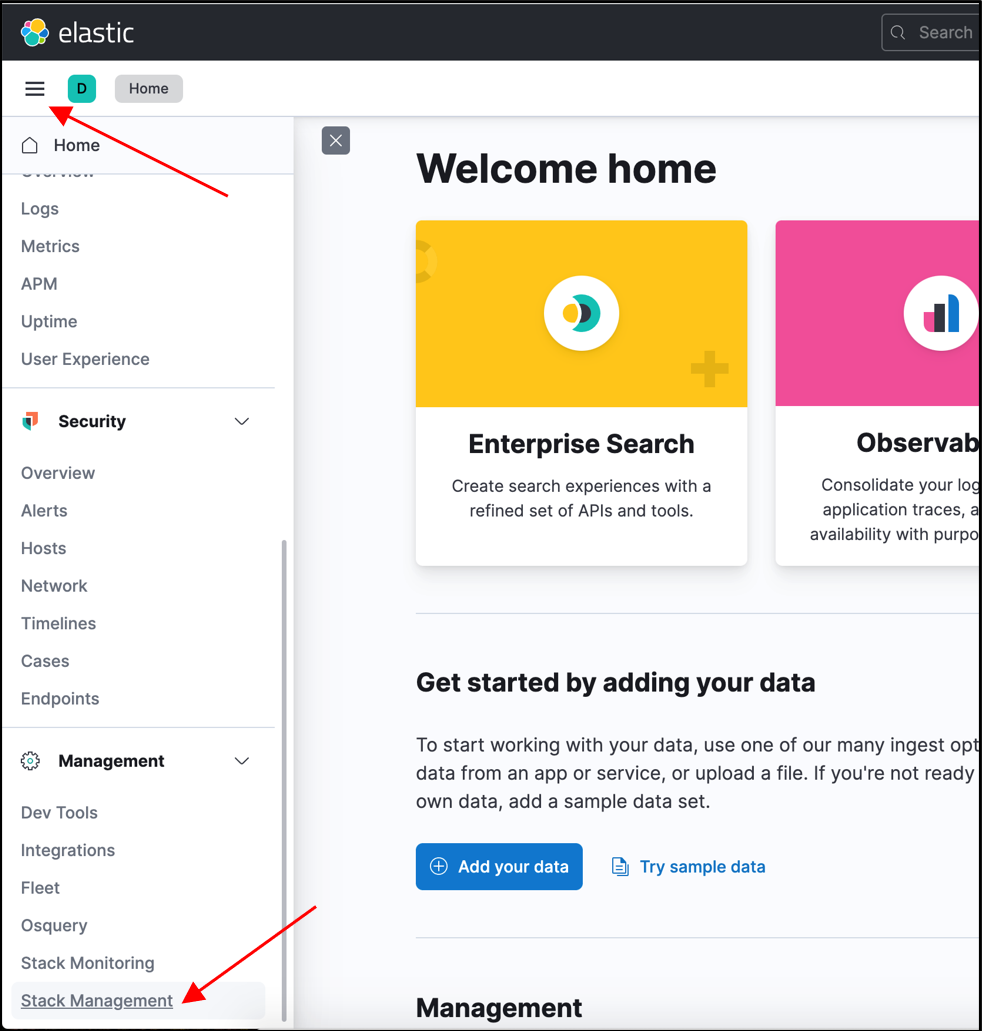 elastic
Search
D
Home
Home
Overview
Logs
Metrics
APM
Uptime
User Experience
Security
Overview
Alerts
Hosts
Network
Timelines
Cases
Endpoints
Management
Dev Tools
Integrations
Fleet
Osquery
Stack Monitoring
Stack Management
Welcome home
Enterprise Search
Create search experiences with a
refined set of APIs and tools.
Observab
Consolidate your log
application traces, a
availability with purpo
Get started by adding your data
To start working with your data, use one of our many ingest opt
data from an app or service, or upload a file. If you're not ready
own data, add a sample data set.
Add your data
Try sample data
Management